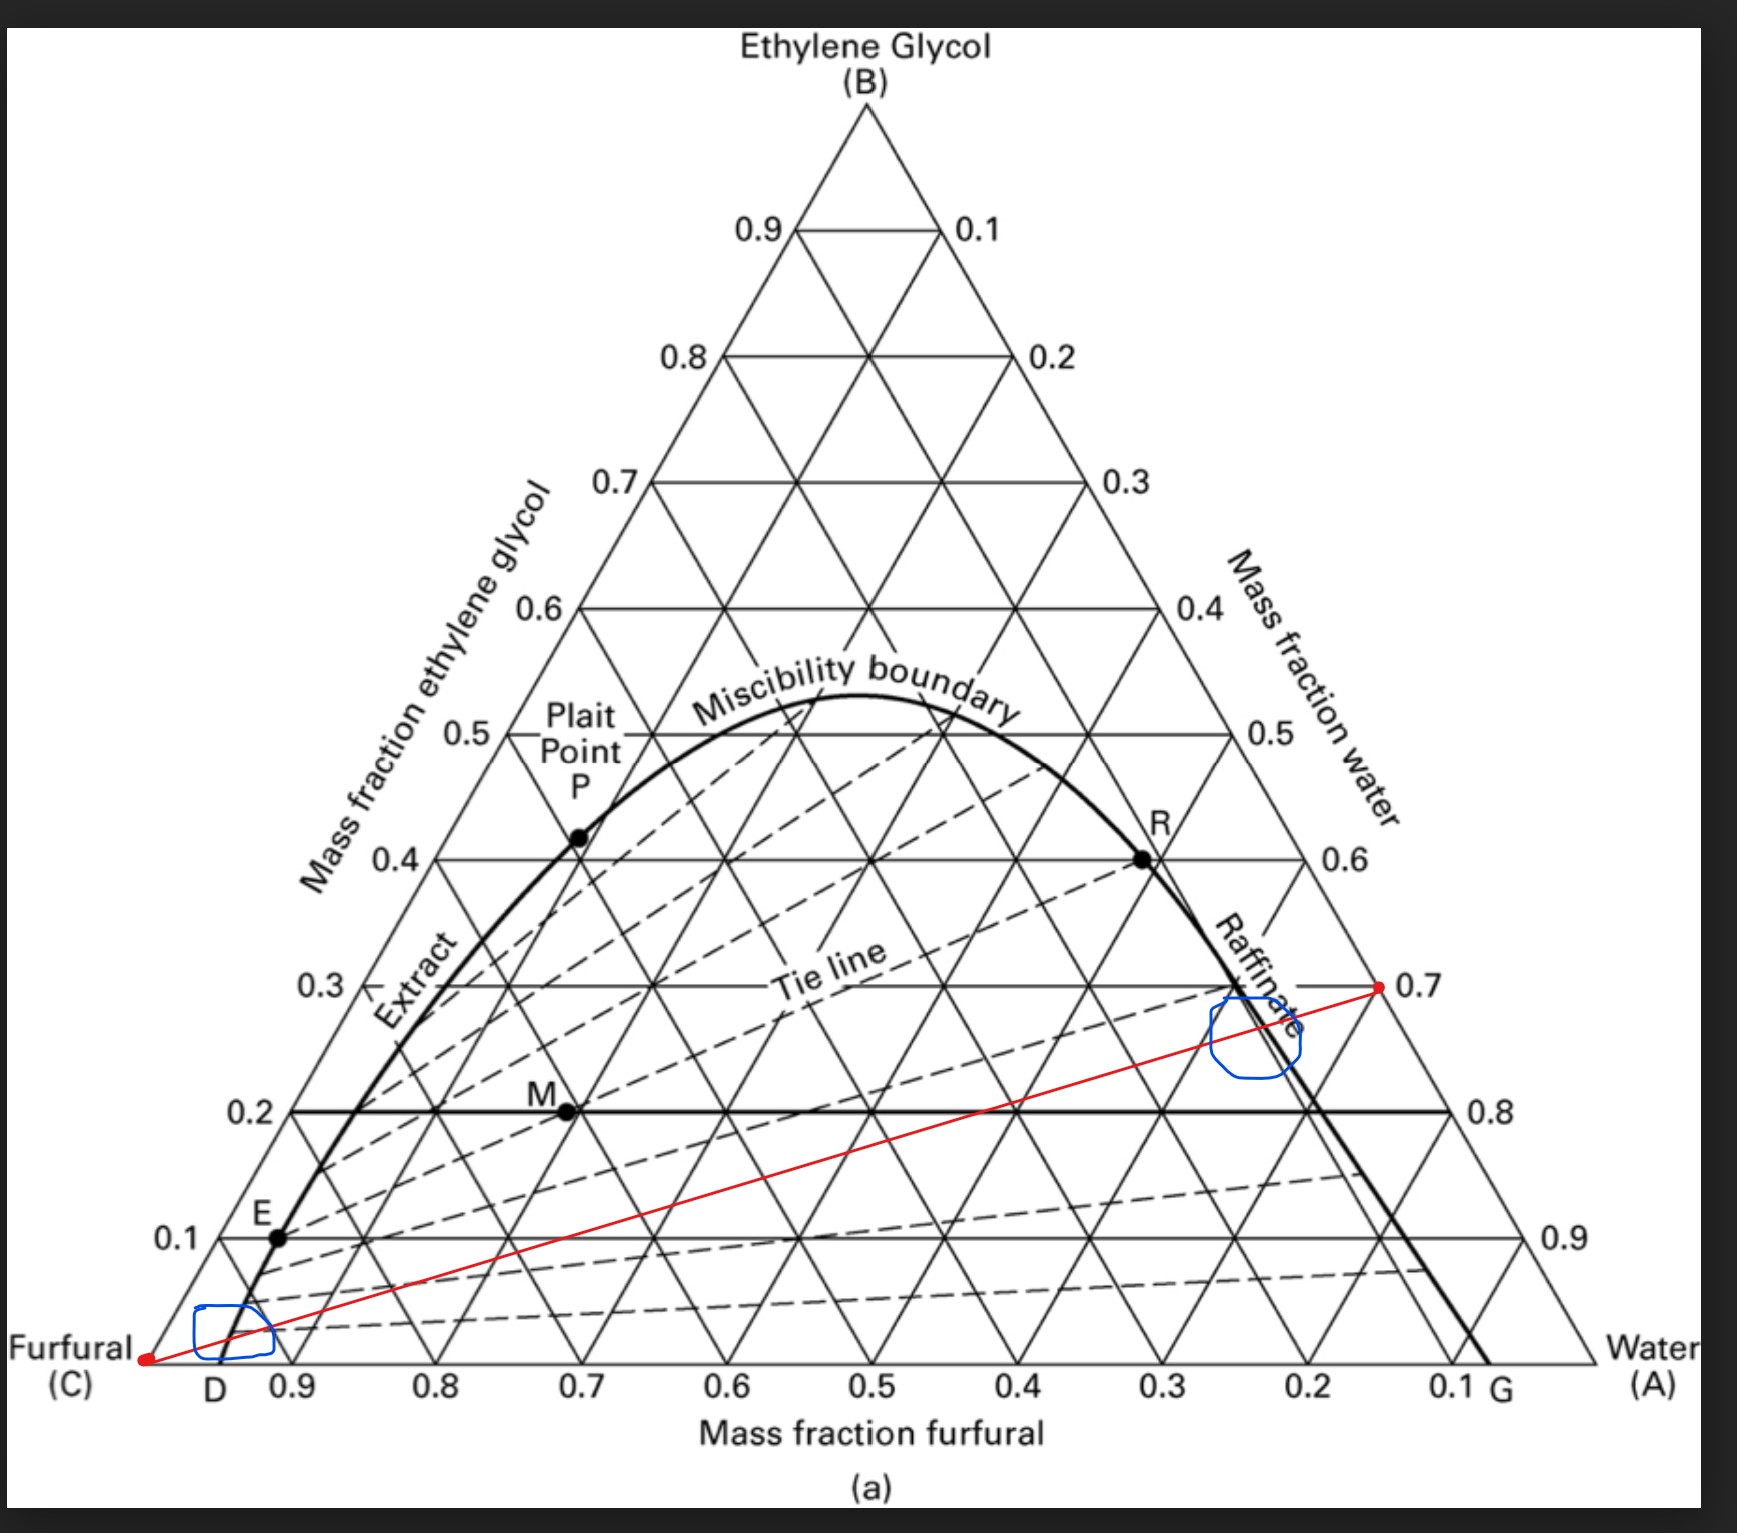 Ethylene Glycol
(B)
0.9
0.1
0.8
0.2
0.7
0.3
Mass fraction ethylene glycol
Mass fraction water
0.6
0.4
Miscibility boundary
Plait
Point
P
0.5
0.5
R
0.4
0.6
Extract
Tie line
Raffinate
0.3
0.7
M
0.2
0.8
E
0.1
0.9
Furfural
(C)
Water
(A)
D
0.9
0.8
0.7
0.6
0.5
0.4
0.3
0.2
0.1
G
Mass fraction furfural
(a)